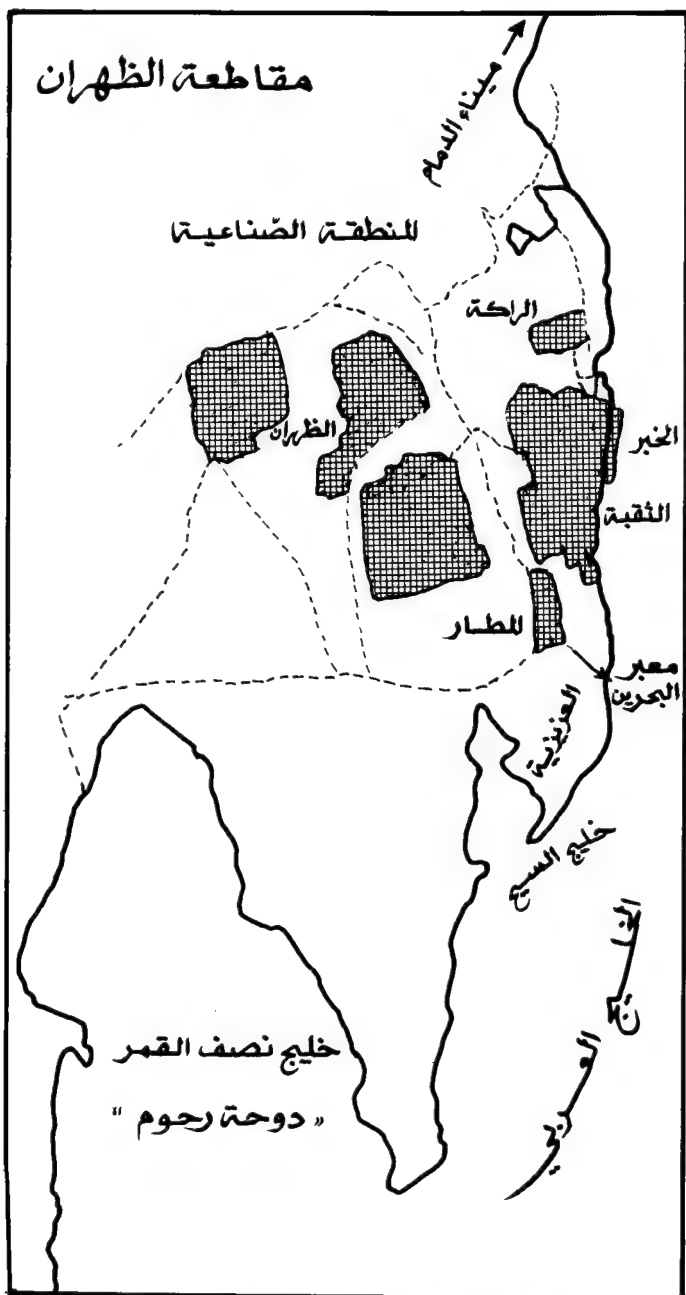 مقاطعة الظهران
ميناء الدمام
المنطقة الصناعية
الراكة
الظهران
الخبر
الثقبة
المطار
معبر
البحرين
العزيزية
خليج السيح
الخليج
العربي
خليج نصف القمر
« دوحة رحوم "